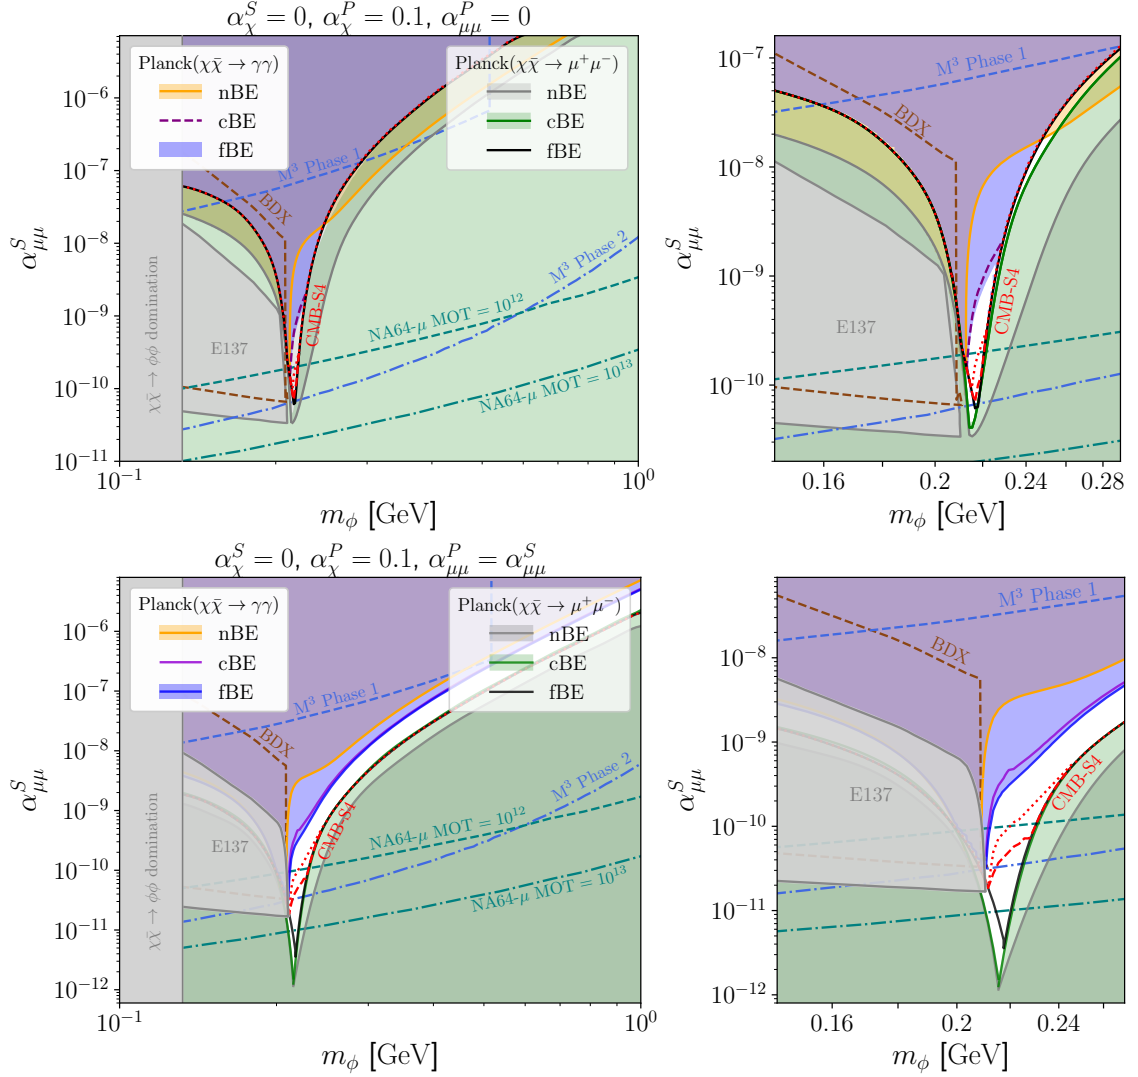 α_χ^S = 0, α_χ^P = 0.1, α_μμ^P = 0
Planck(χχ̄ → γγ)
nBE
cBE
fBE
Planck(χχ̄ → μ⁺μ⁻)
nBE
cBE
fBE
M³ Phase 1
BDX
CMB-S4
M³ Phase 2
NA64-μ MOT = 10¹²
NA64-μ MOT = 10¹³
E137
χχ̄ → φφ domination
α_μμ^S
10⁻⁶
10⁻⁷
10⁻⁸
10⁻⁹
10⁻¹⁰
10⁻¹¹
10⁻¹
10⁰
m_ϕ [GeV]
M³ Phase 1
BDX
E137
CMB-S4
α_μμ^S
10⁻⁷
10⁻⁸
10⁻⁹
10⁻¹⁰
0.16
0.2
0.24
0.28
m_ϕ [GeV]
α_χ^S = 0, α_χ^P = 0.1, α_μμ^P = α_μμ^S
Planck(χχ̄ → γγ)
nBE
cBE
fBE
Planck(χχ̄ → μ⁺μ⁻)
nBE
cBE
fBE
M³ Phase 1
BDX
M³ Phase 2
CMB-S4
NA64-μ MOT = 10¹²
NA64-μ MOT = 10¹³
E137
χχ̄ → φφ domination
α_μμ^S
10⁻⁶
10⁻⁷
10⁻⁸
10⁻⁹
10⁻¹⁰
10⁻¹¹
10⁻¹²
10⁻¹
10⁰
m_ϕ [GeV]
M³ Phase 1
BDX
E137
CMB-S4
α_μμ^S
10⁻⁸
10⁻⁹
10⁻¹⁰
10⁻¹¹
10⁻¹²
0.16
0.2
0.24
m_ϕ [GeV]